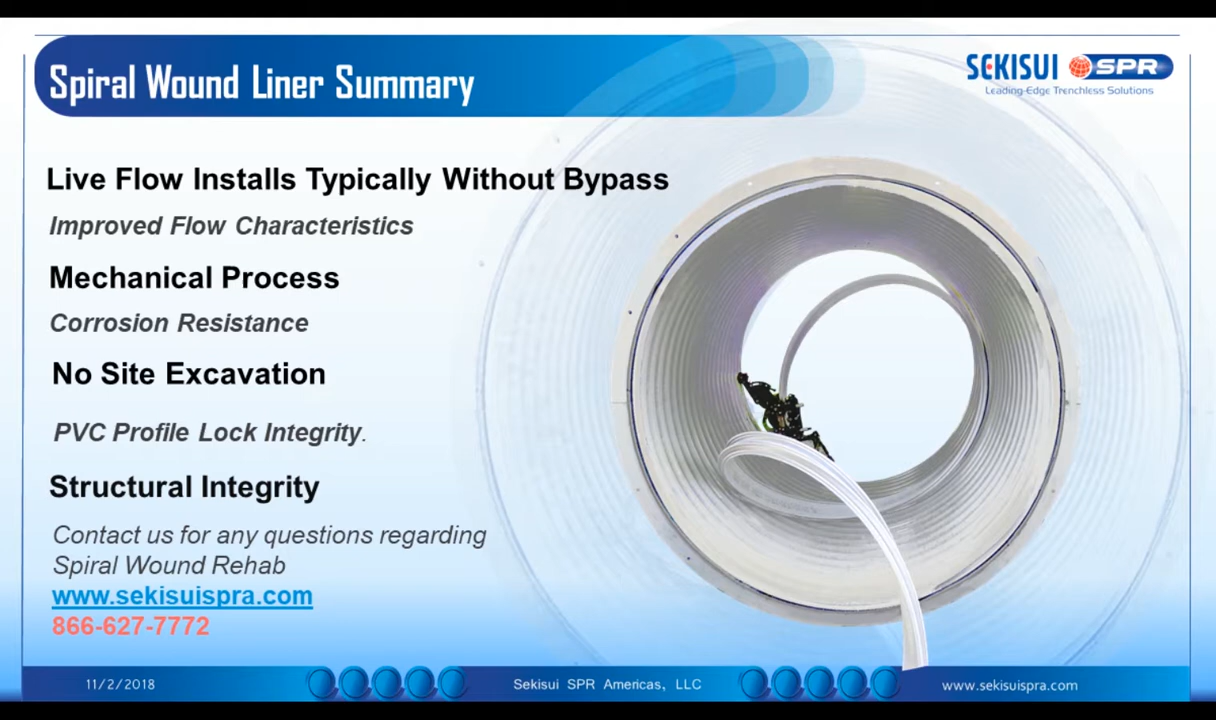 Spiral Wound Liner Summary
SEKISUI SPR
Leading-Edge Trenchless Solutions
Live Flow Installs Typically Without Bypass
Improved Flow Characteristics
Mechanical Process
Corrosion Resistance
No Site Excavation
PVC Profile Lock Integrity.
Structural Integrity
Contact us for any questions regarding
Spiral Wound Rehab
www.sekisuispra.com
866-627-7772
11/2/2018
Sekisui SPR Americas, LLC
www.sekisuispra.com